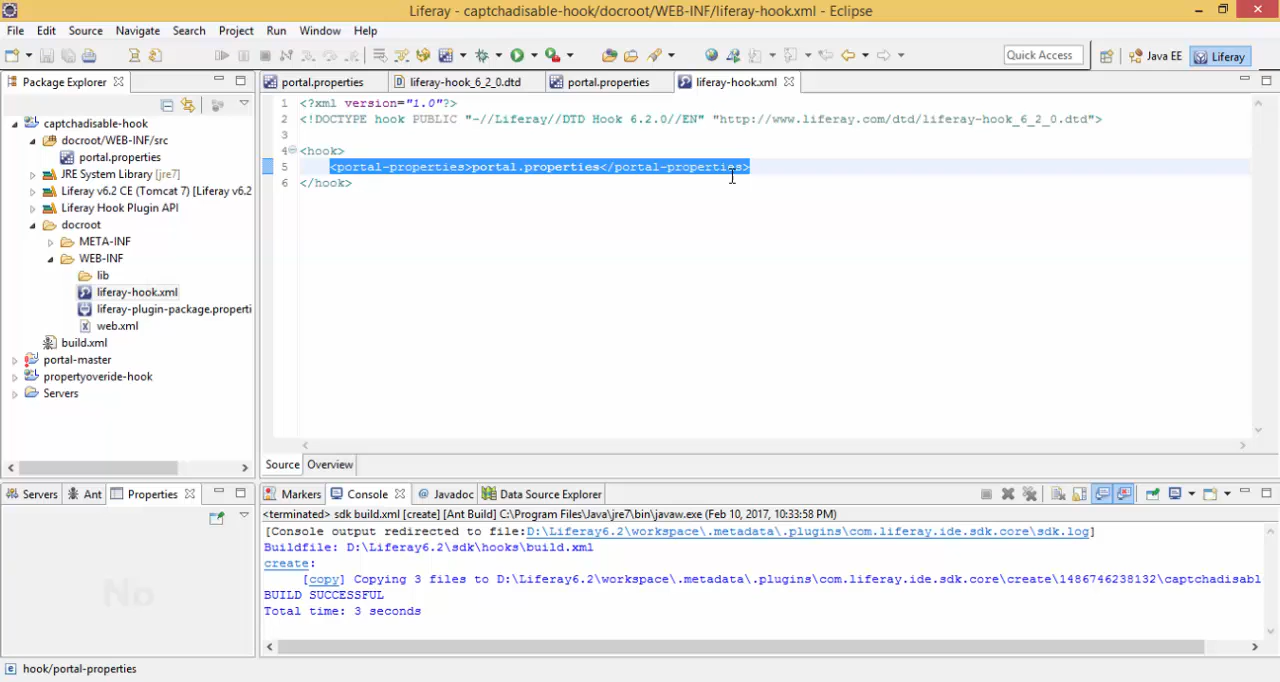 Liferay - captchadisable-hook/docroot/WEB-INF/liferay-hook.xml - Eclipse
File Edit Source Navigate Search Project Run Window Help
Quick Access Java EE Liferay
Package Explorer
portal.properties liferay-hook_6_2_0.dtd portal.properties liferay-hook.xml
captchadisable-hook
docroot/WEB-INF/src
portal.properties
JRE System Library [jre7]
Liferay v6.2 CE (Tomcat 7) [Liferay v6.2
Liferay Hook Plugin API
docroot
META-INF
WEB-INF
lib
liferay-hook.xml
liferay-plugin-package.properti
web.xml
build.xml
portal-master
propertyoveride-hook
Servers
1 <?xml version="1.0"?>
2 <!DOCTYPE hook PUBLIC "-//Liferay//DTD Hook 6.2.0//EN" "http://www.liferay.com/dtd/liferay-hook_6_2_0.dtd">
3
4 <hook>
5 <portal-properties>portal.properties</portal-properties>
6 </hook>
Source Overview
Servers Ant Properties
No
Markers Console Javadoc Data Source Explorer
<terminated> sdk build.xml [create] [Ant Build] C:\Program Files\Java\jre7\bin\javaw.exe (Feb 10, 2017, 10:33:58 PM)
[Console output redirected to file:D:\Liferay6.2\workspace\.metadata\.plugins\com.liferay.ide.sdk.core\sdk.log]
Buildfile: D:\Liferay6.2\sdk\hooks\build.xml
create:
[copy] Copying 3 files to D:\Liferay6.2\workspace\.metadata\.plugins\com.liferay.ide.sdk.core\create\1486746238132\captchadisabl
BUILD SUCCESSFUL
Total time: 3 seconds
hook/portal-properties